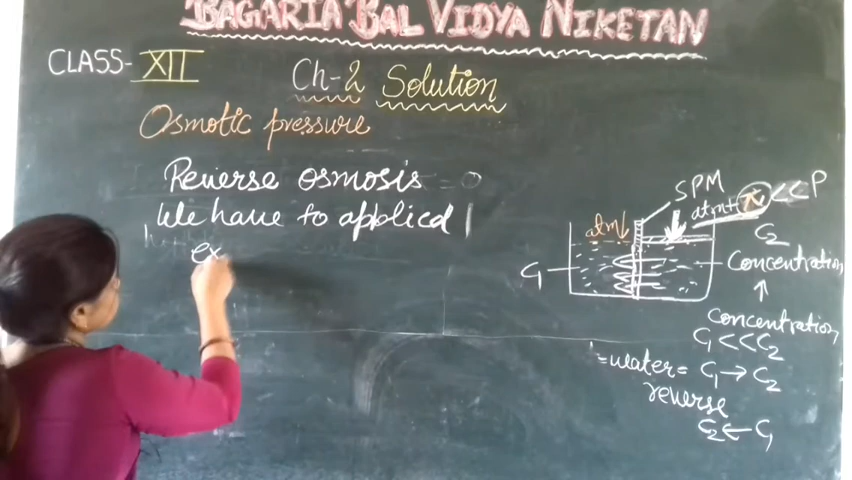 BAGARIA BAL VIDYA NIKETAN
CLASS- XII
Ch-2 Solution
Osmotic pressure
Reverse osmosis = 0
We have to applied
ex
SPM
atm
atm + π << P
C1
C2
Concentration
↑
concentration
C1 << C2
= water = C1 → C2
reverse
C2 ← C1